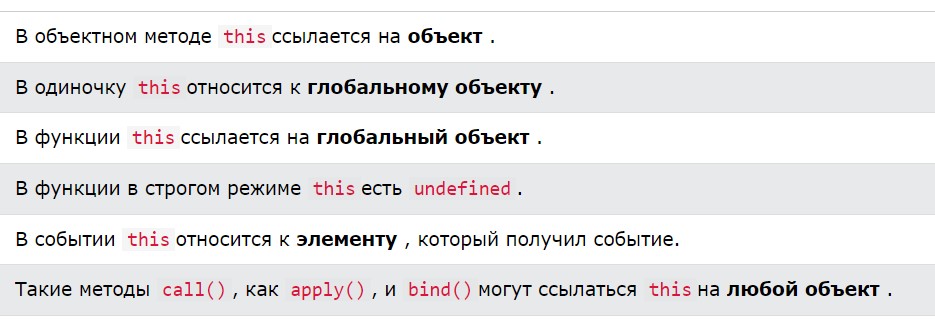 В объектном методе this ссылается на объект .
В одиночку this относится к глобальному объекту .
В функции this ссылается на глобальный объект .
В функции в строгом режиме this есть undefined .
В событии this относится к элементу , который получил событие.
Такие методы call() , как apply() , и bind() могут ссылаться this на любой объект .